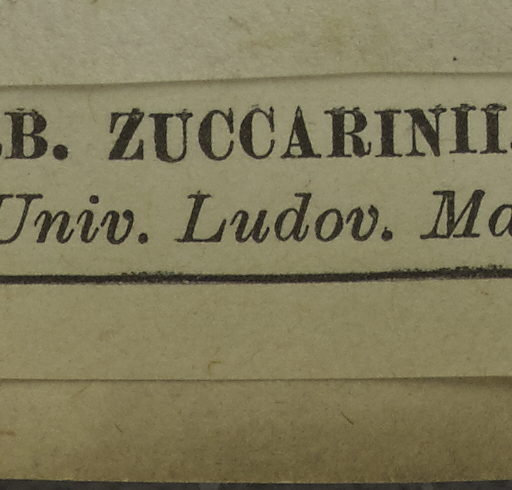 B. ZUCCARINII.
Univ. Ludov. Ma